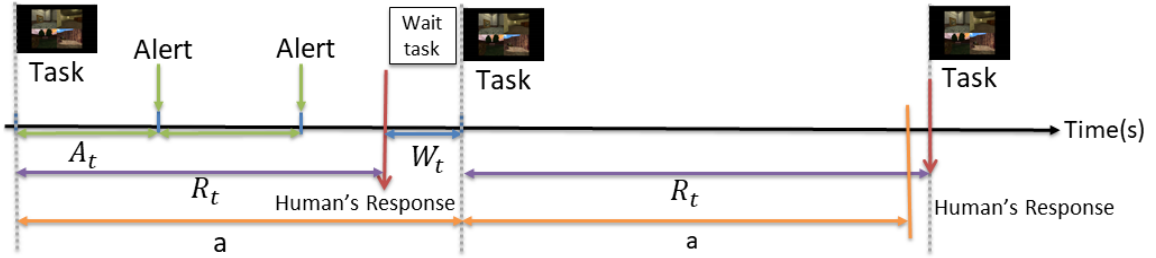 Task
Alert
Alert
Wait
task
Task
Task
Time(s)
A_t
W_t
R_t
R_t
Human's Response
Human's Response
a
a